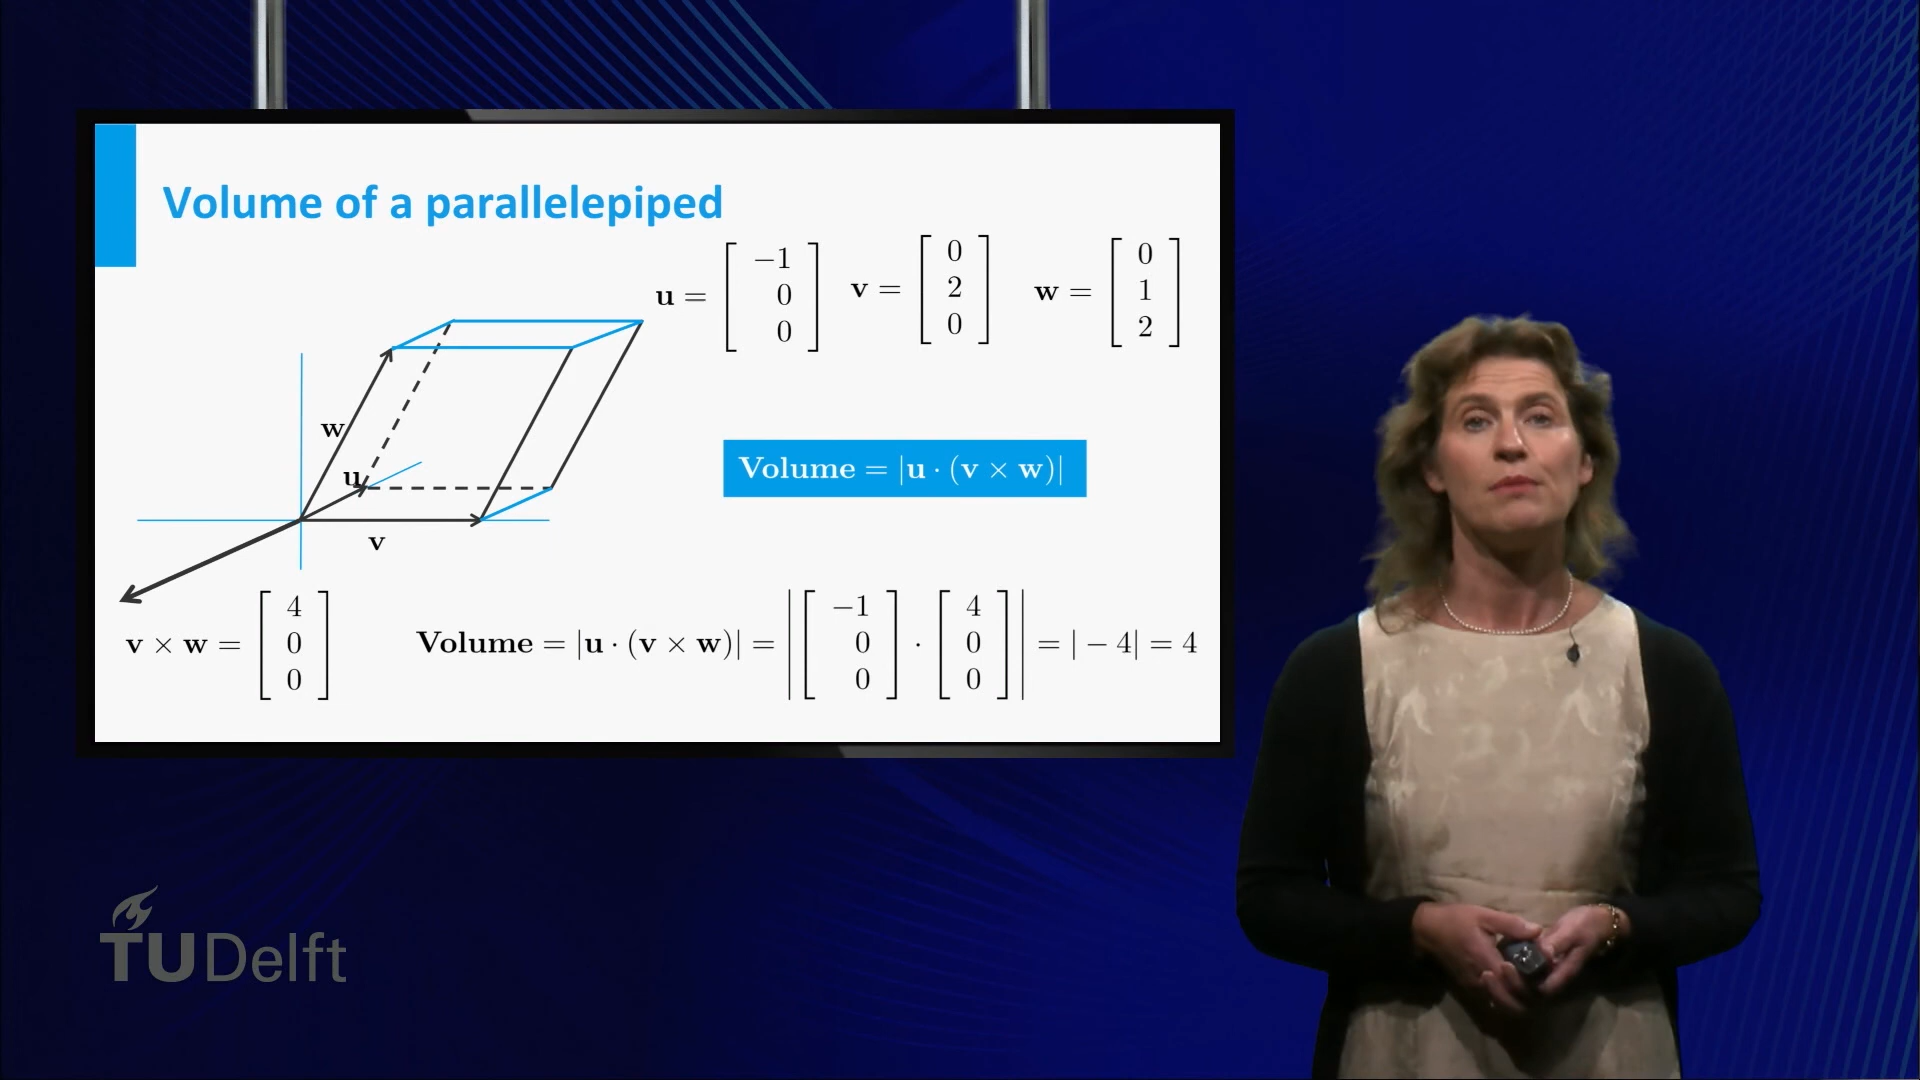 Volume of a parallelepiped
u = [ −1 0 0 ] v = [ 0 2 0 ] w = [ 0 1 2 ]
w
u
Volume = |u · (v × w)|
v
v × w = [ 4 0 0 ] Volume = |u · (v × w)| = | [ −1 0 0 ] · [ 4 0 0 ] | = | − 4| = 4
TUDelft